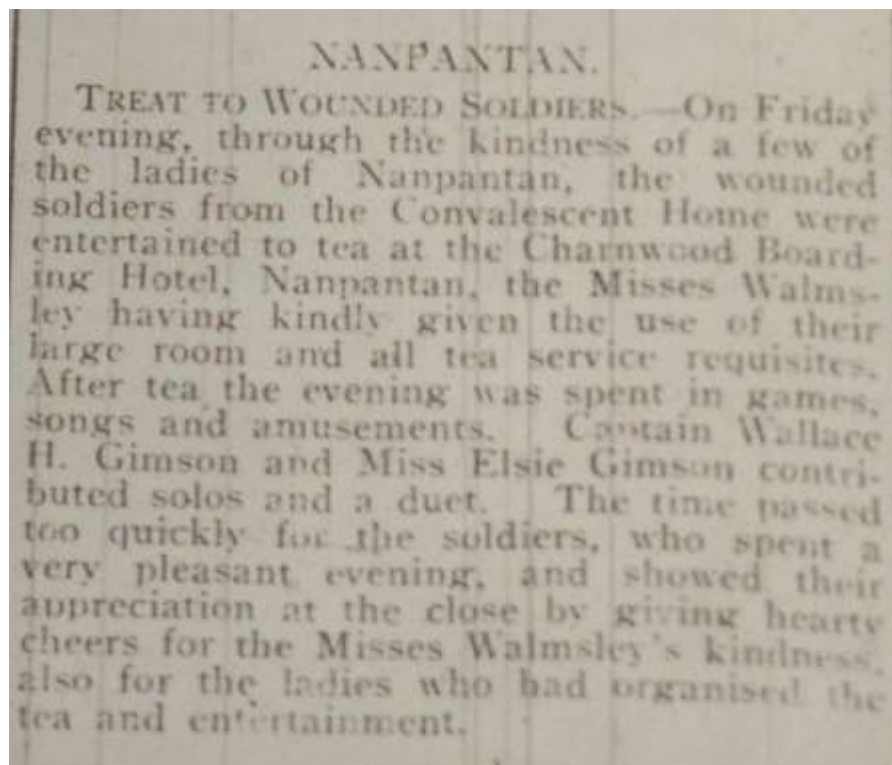 NANPANTAN.
TREAT TO WOUNDED SOLDIERS.—On Friday
evening, through the kindness of a few of
the ladies of Nanpantan, the wounded
soldiers from the Convalescent Home were
entertained to tea at the Charnwood Board-
ing Hotel, Nanpantan, the Misses Walms-
ley having kindly given the use of their
large room and all tea service requisites.
After tea the evening was spent in games,
songs and amusements. Captain Wallace
H. Gimson and Miss Elsie Gimson contri-
buted solos and a duet. The time passed
too quickly for the soldiers, who spent a
very pleasant evening, and showed their
appreciation at the close by giving hearty
cheers for the Misses Walmsley's kindness,
also for the ladies who had organised the
tea and entertainment.